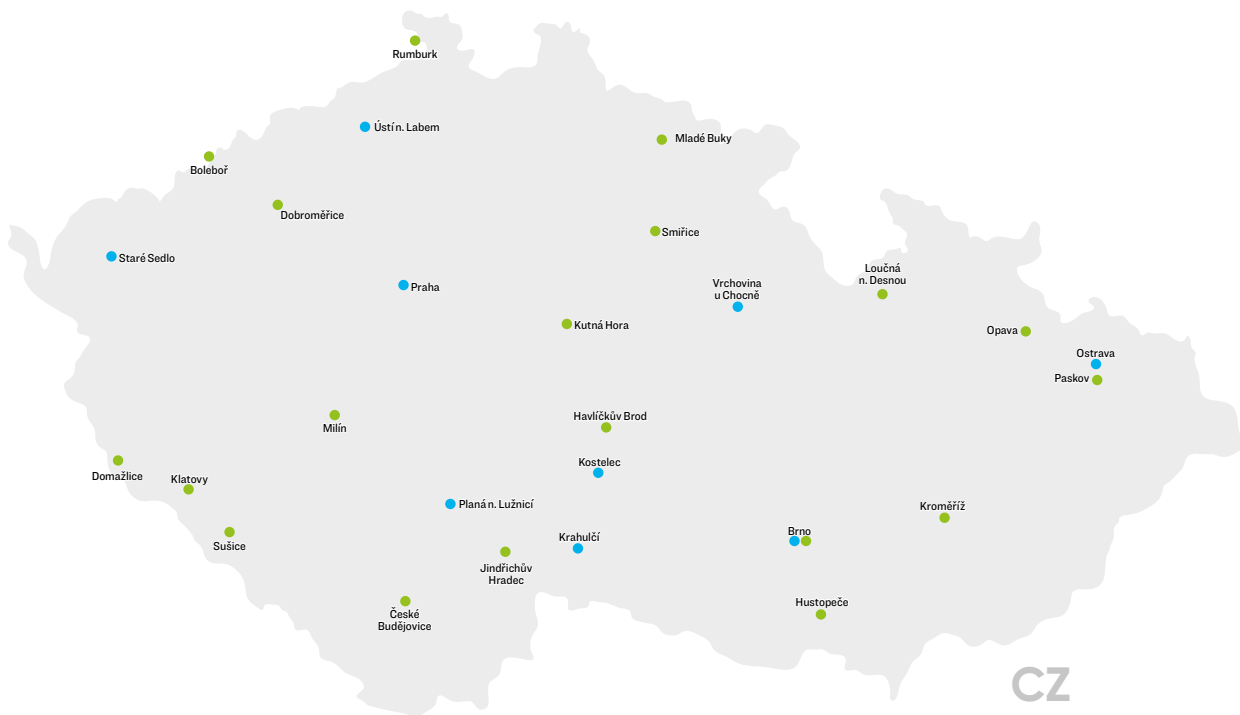 Rumburk
Ústí n. Labem
Mladé Buky
Boleboř
Dobroměřice
Smiřice
Staré Sedlo
Loučná
n. Desnou
Praha
Vrchovina
u Chocně
Kutná Hora
Opava
Ostrava
Paskov
Havlíčkův Brod
Milín
Kostelec
Domažlice
Klatovy
Planá n. Lužnicí
Kroměříž
Brno
Krahulčí
Sušice
Jindřichův
Hradec
Hustopeče
České
Budějovice
CZ